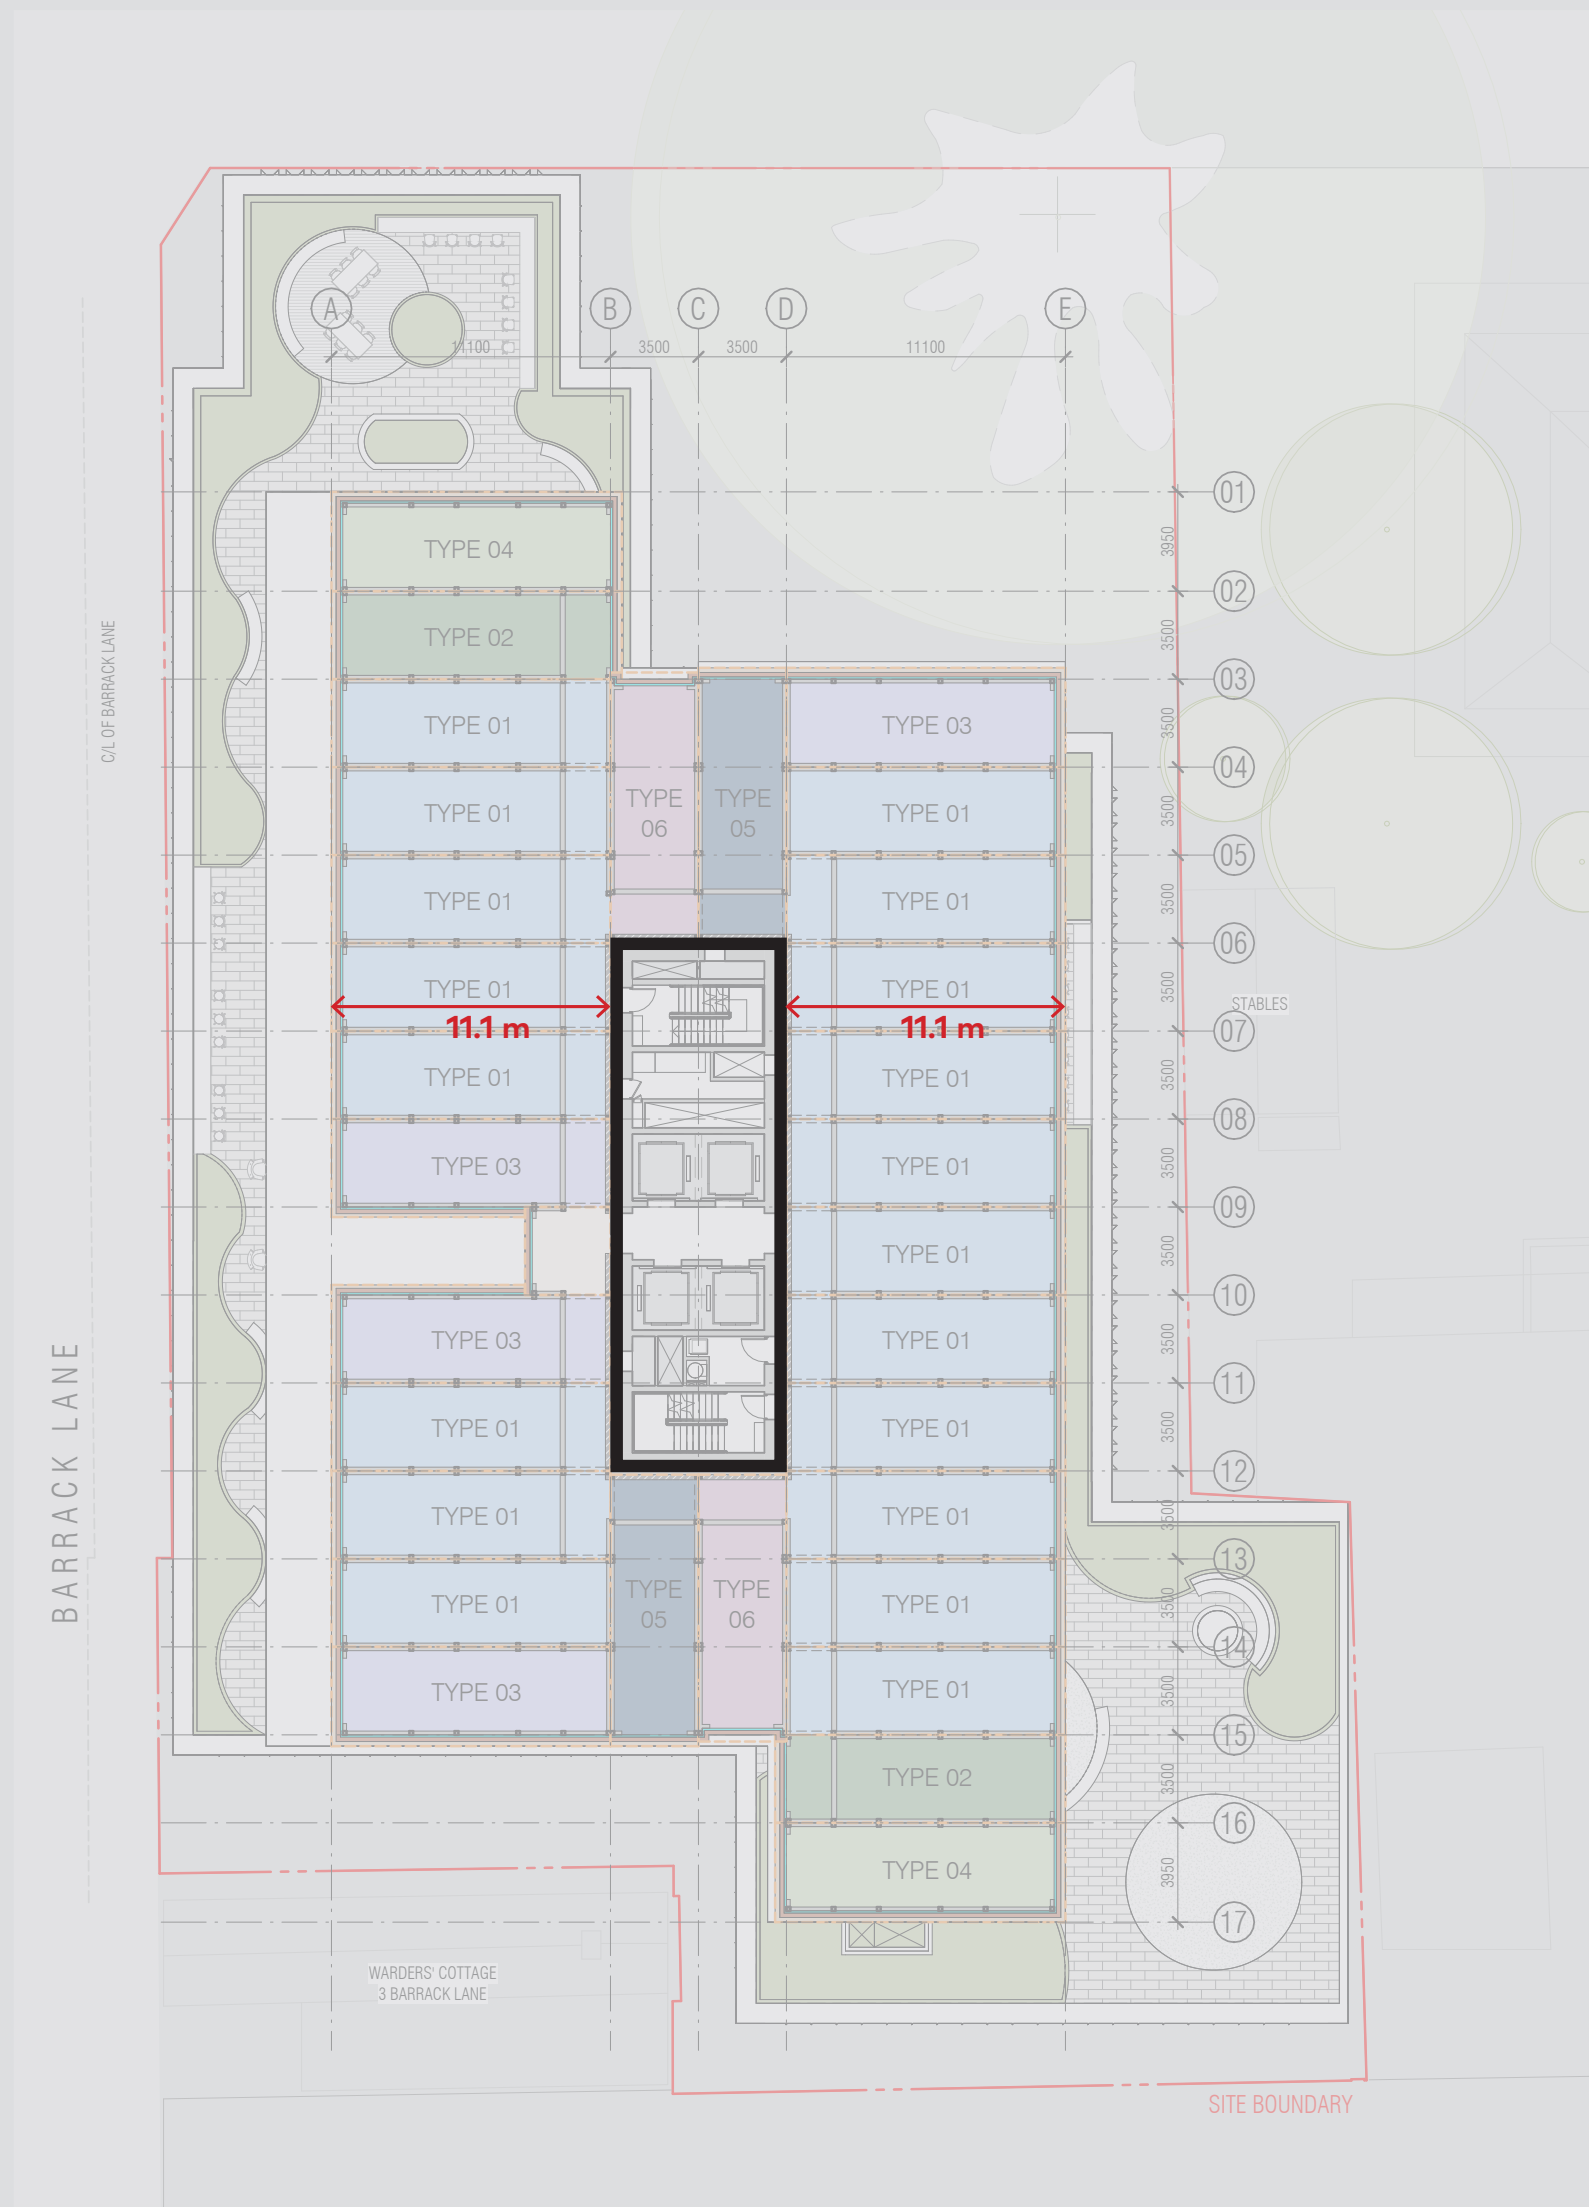 A
B
C
D
E
11100
3500
3500
11100
01
3950
02
3500
03
3500
04
3500
05
3500
06
3500
07
3500
08
3500
09
3500
10
3500
11
3500
12
3500
13
3500
14
3500
15
3500
16
3950
17
TYPE 04
TYPE 02
TYPE 01
TYPE 01
TYPE 01
TYPE 01
11.1 m
TYPE 01
TYPE 03
TYPE 03
TYPE 01
TYPE 01
TYPE 01
TYPE 03
TYPE
06
TYPE
05
TYPE
05
TYPE
06
TYPE 03
TYPE 01
TYPE 01
TYPE 01
11.1 m
TYPE 01
TYPE 01
TYPE 01
TYPE 01
TYPE 01
TYPE 01
TYPE 01
TYPE 01
TYPE 02
TYPE 04
C/L OF BARRACK LANE
BARRACK LANE
STABLES
WARDERS' COTTAGE
3 BARRACK LANE
SITE BOUNDARY